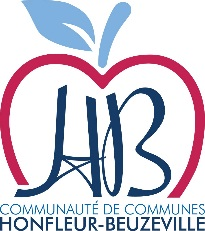 HB
COMMUNAUTÉ DE COMMUNES
HONFLEUR-BEUZEVILLE